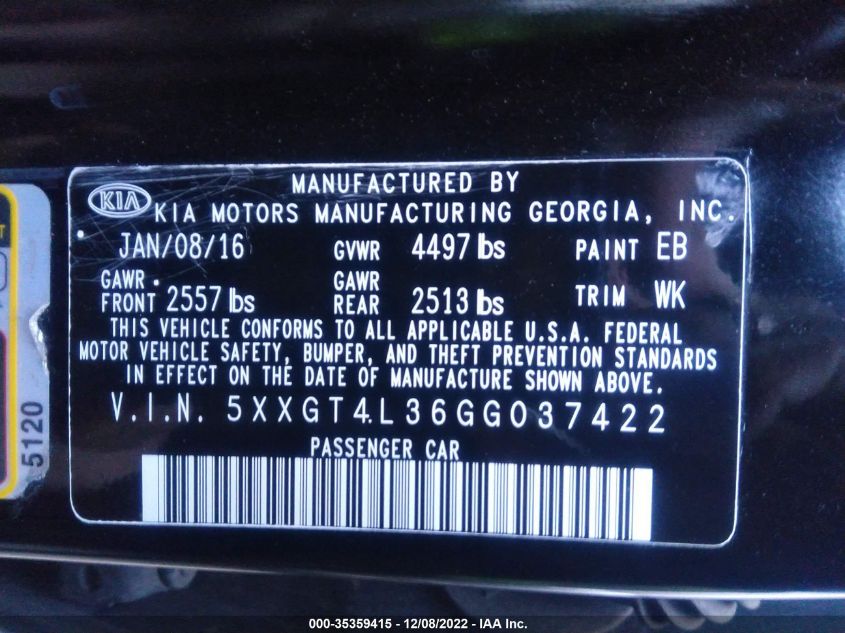 MANUFACTURED BY
KIA KIA MOTORS MANUFACTURING GEORGIA, INC.
JAN/08/16 GVWR 4497 lbs PAINT EB
GAWR GAWR
FRONT 2557 lbs REAR 2513 lbs TRIM WK
THIS VEHICLE CONFORMS TO ALL APPLICABLE U.S.A. FEDERAL
MOTOR VEHICLE SAFETY, BUMPER, AND THEFT PREVENTION STANDARDS
IN EFFECT ON THE DATE OF MANUFACTURE SHOWN ABOVE.
V.I.N. 5XXGT4L36GG037422
PASSENGER CAR
5120
000-35359415 - 12/08/2022 - IAA Inc.